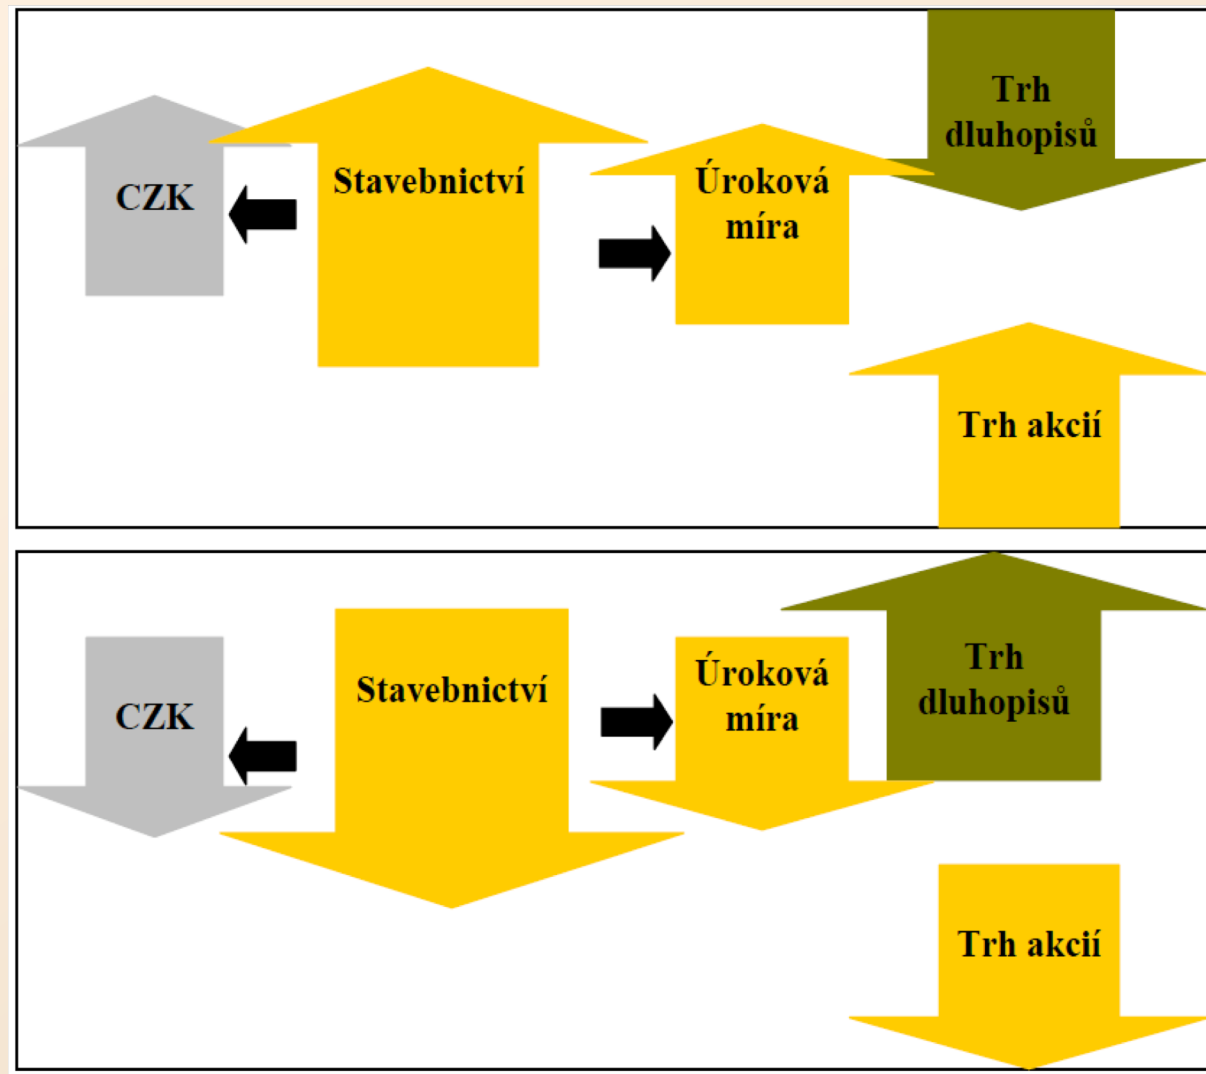 CZK
Stavebnictví
Úroková
míra
Trh
dluhopisů
Trh akcií
CZK
Stavebnictví
Úroková
míra
Trh
dluhopisů
Trh akcií